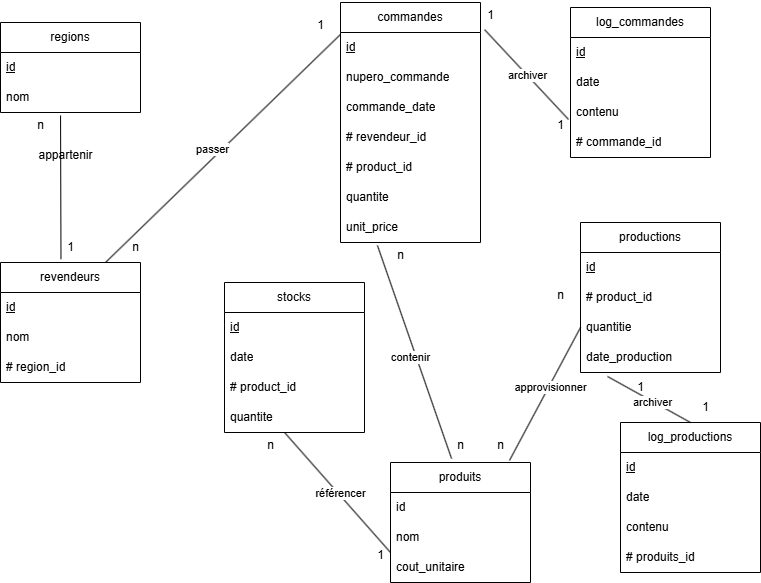 regions
id
nom
n
appartenir
1
revendeurs
id
nom
# region_id
passer
1
n
commandes
id
nupero_commande
commande_date
# revendeur_id
# product_id
quantite
unit_price
1
archiver
1
log_commandes
id
date
contenu
# commande_id
n
contenir
n
stocks
id
date
# product_id
quantite
n
référencer
1
produits
id
nom
cout_unitaire
productions
id
# product_id
quantitie
date_production
n
approvisionner
n
1
archiver
1
log_productions
id
date
contenu
# produits_id